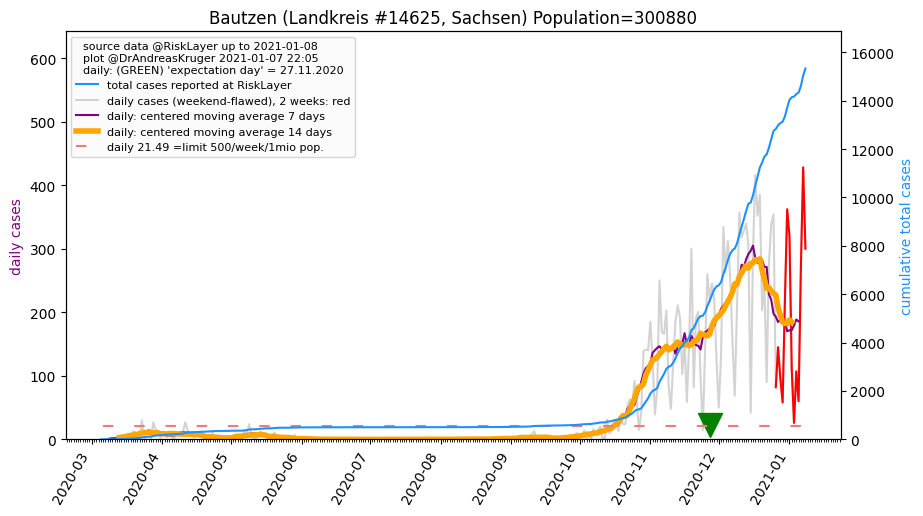 Bautzen (Landkreis #14625, Sachsen) Population=300880
source data @RiskLayer up to 2021-01-08
plot @DrAndreasKruger 2021-01-07 22:05
daily: (GREEN) 'expectation day' = 27.11.2020
total cases reported at RiskLayer
daily cases (weekend-flawed), 2 weeks: red
daily: centered moving average 7 days
daily: centered moving average 14 days
daily 21.49 =limit 500/week/1mio pop.
daily cases
600
500
400
300
200
100
0
16000
14000
12000
10000
8000
6000
4000
2000
0
cumulative total cases
2020-03
2020-04
2020-05
2020-06
2020-07
2020-08
2020-09
2020-10
2020-11
2020-12
2021-01